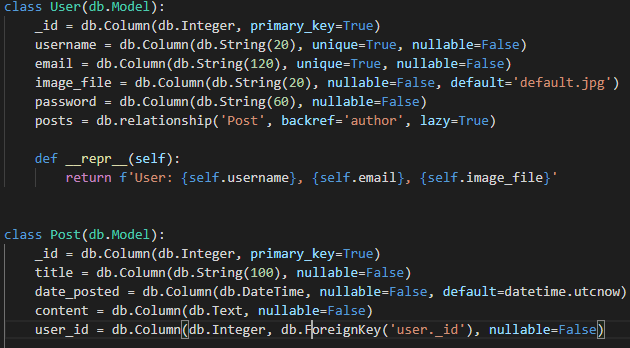 class User(db.Model):
    _id = db.Column(db.Integer, primary_key=True)
    username = db.Column(db.String(20), unique=True, nullable=False)
    email = db.Column(db.String(120), unique=True, nullable=False)
    image_file = db.Column(db.String(20), nullable=False, default='default.jpg')
    password = db.Column(db.String(60), nullable=False)
    posts = db.relationship('Post', backref='author', lazy=True)

    def __repr__(self):
        return f'User: {self.username}, {self.email}, {self.image_file}'

class Post(db.Model):
    _id = db.Column(db.Integer, primary_key=True)
    title = db.Column(db.String(100), nullable=False)
    date_posted = db.Column(db.DateTime, nullable=False, default=datetime.utcnow)
    content = db.Column(db.Text, nullable=False)
    user_id = db.Column(db.Integer, db.ForeignKey('user._id'), nullable=False)